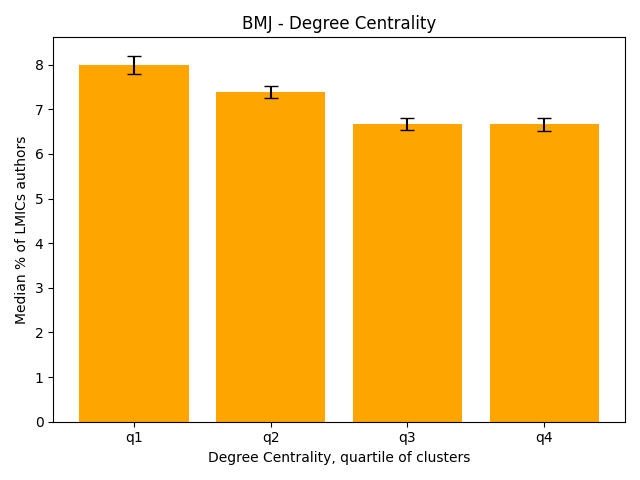 BMJ - Degree Centrality
Median % of LMICs authors
8
7
6
5
4
3
2
1
0
q1 q2 q3 q4
Degree Centrality, quartile of clusters